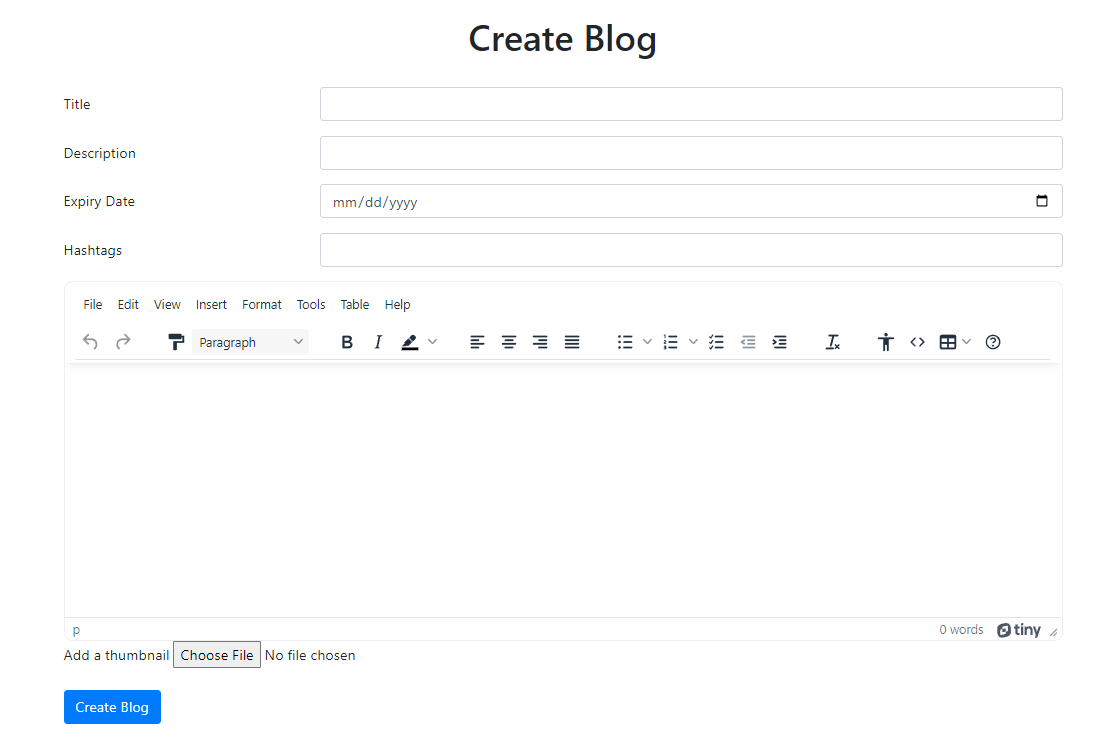 Create Blog
Title
Description
Expiry Date
mm/dd/yyyy
Hashtags
File Edit View Insert Format Tools Table Help
Paragraph B I
p 0 words tiny
Add a thumbnail Choose File No file chosen
Create Blog